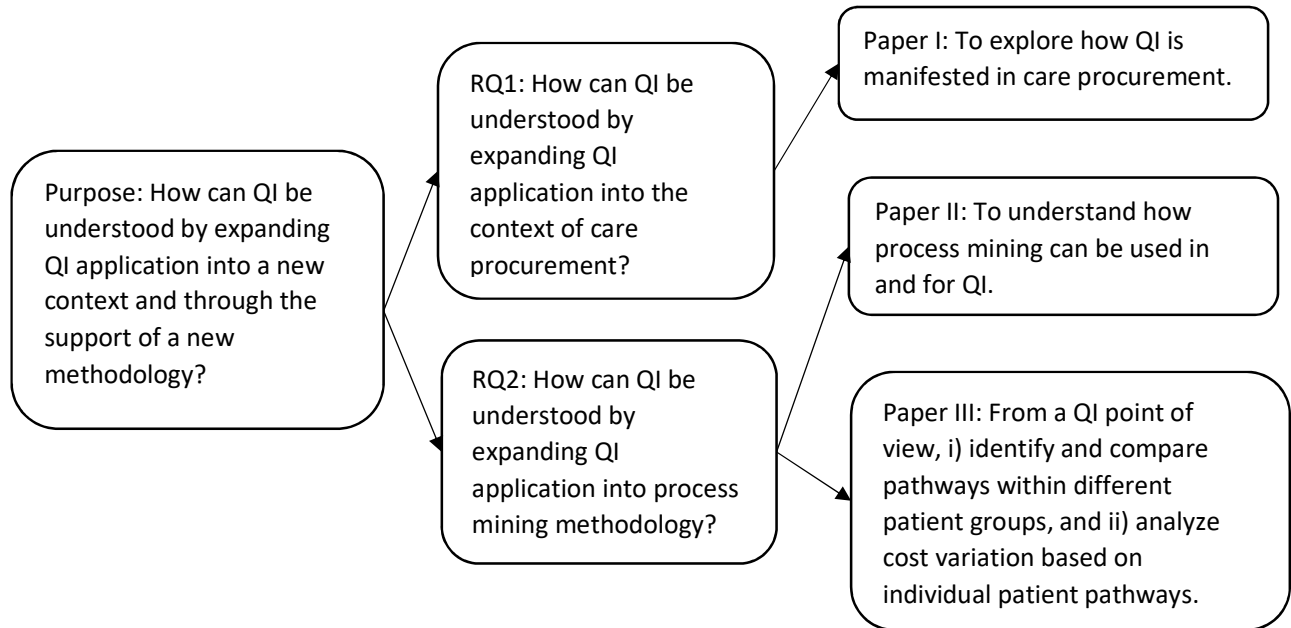 Purpose: How can QI be
understood by expanding
QI application into a new
context and through the
support of a new
methodology?
RQ1: How can QI be
understood by
expanding QI
application into the
context of care
procurement?
RQ2: How can QI be
understood by
expanding QI
application into process
mining methodology?
Paper I: To explore how QI is
manifested in care procurement.
Paper II: To understand how
process mining can be used in
and for QI.
Paper III: From a QI point of
view, i) identify and compare
pathways within different
patient groups, and ii) analyze
cost variation based on
individual patient pathways.